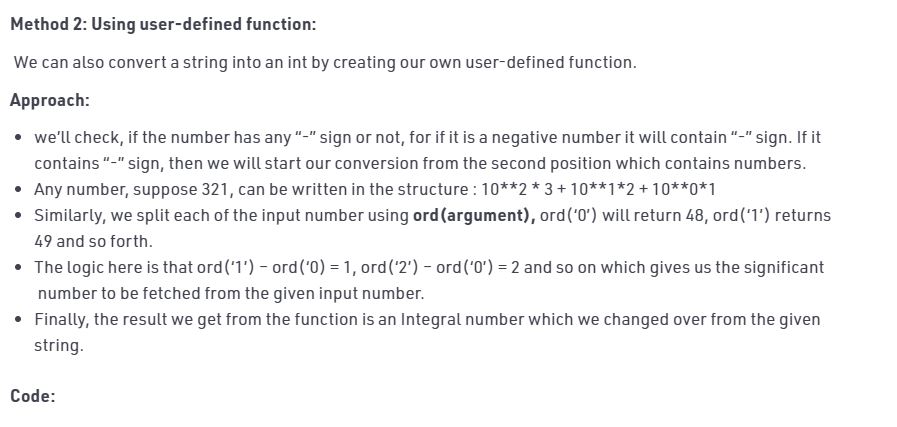 Method 2: Using user-defined function:
We can also convert a string into an int by creating our own user-defined function.
Approach:
• we'll check, if the number has any “-” sign or not, for if it is a negative number it will contain “-” sign. If it
contains “-” sign, then we will start our conversion from the second position which contains numbers.
• Any number, suppose 321, can be written in the structure : 10**2 * 3 + 10**1*2 + 10**0*1
• Similarly, we split each of the input number using ord(argument), ord(‘0’) will return 48, ord(‘1’) returns
49 and so forth.
• The logic here is that ord(‘1’) – ord(‘0) = 1, ord(‘2’) – ord(‘0’) = 2 and so on which gives us the significant
number to be fetched from the given input number.
• Finally, the result we get from the function is an Integral number which we changed over from the given
string.
Code: